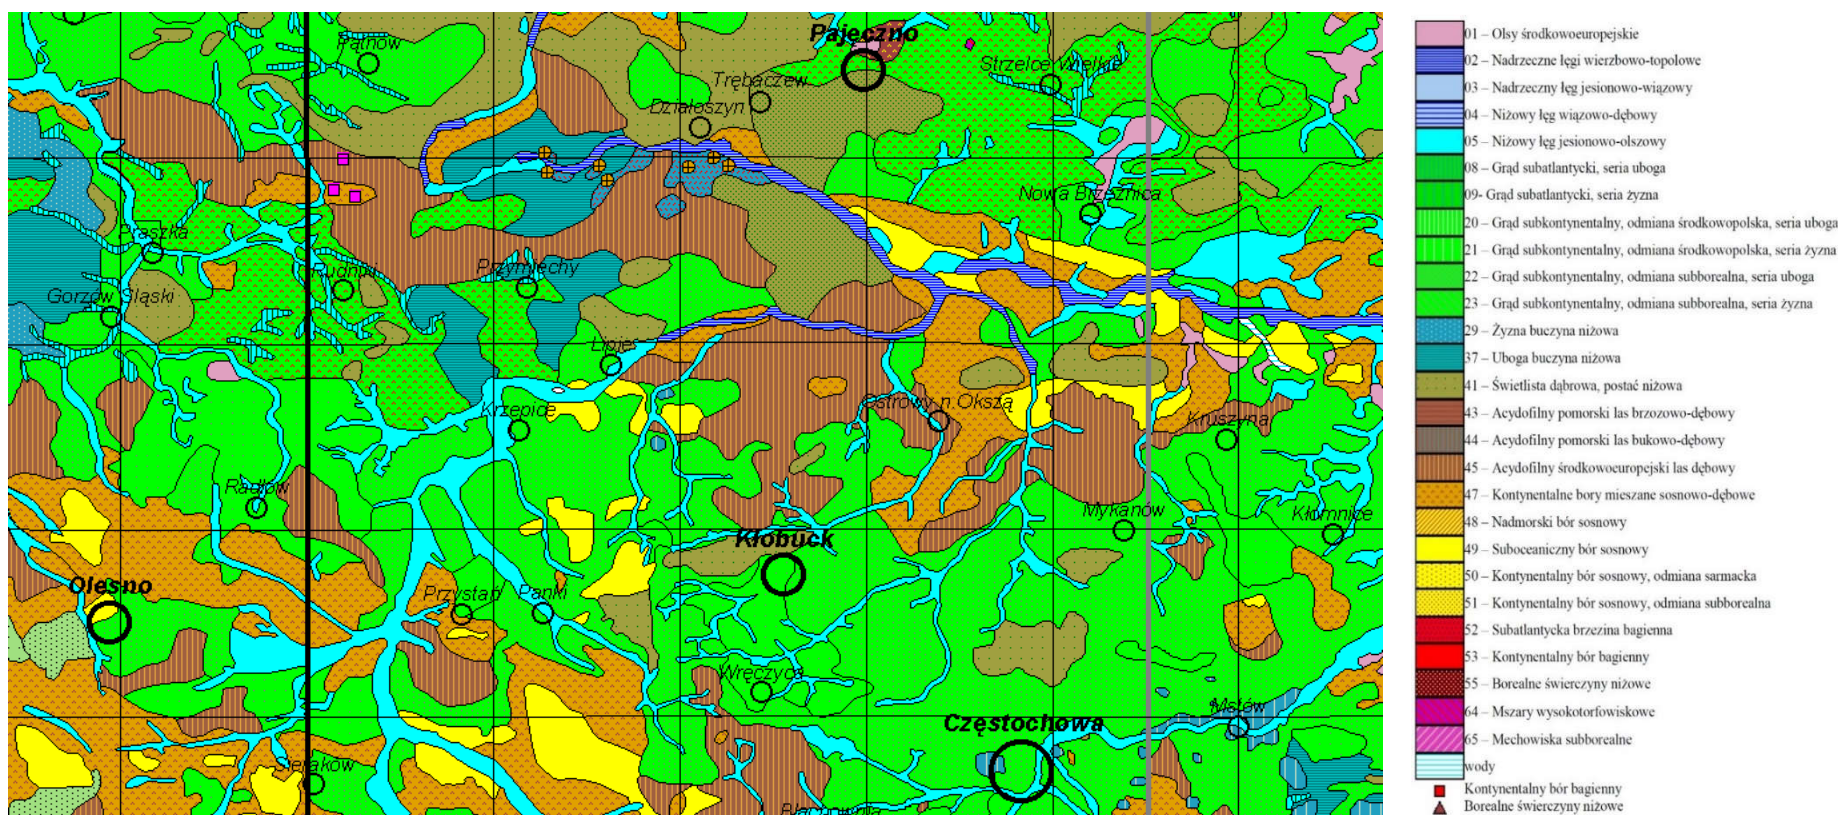 Pątnów
Pajęczno
Trębaczew
Strzelce Wielkie
Działoszyn
Nowa Brzeźnica
Praszka
Rudniki
Przymiechy
Gorzów Śląski
Lipie
Krzepice
Ostrowy n.Okszą
Kruszyna
Radłów
Mykanów
Kłomnice
Kłobuck
Olesno
Przystajń
Panki
Wręczyca
Mstów
Częstochowa
Sieraków
Blachownia
01 – Olsy środkowoeuropejskie
02 – Nadrzeczne łęgi wierzbowo-topolowe
03 – Nadrzeczny łęg jesionowo-wiązowy
04 – Niżowy łęg wiązowo-dębowy
05 – Niżowy łęg jesionowo-olszowy
08 – Grąd subatlantycki, seria uboga
09- Grąd subatlantycki, seria żyzna
20 – Grąd subkontynentalny, odmiana środkowopolska, seria uboga
21 – Grąd subkontynentalny, odmiana środkowopolska, seria żyzna
22 – Grąd subkontynentalny, odmiana subborealna, seria uboga
23 – Grąd subkontynentalny, odmiana subborealna, seria żyzna
29 – Żyzna buczyna niżowa
37 – Uboga buczyna niżowa
41 – Świetlista dąbrowa, postać niżowa
43 – Acydofilny pomorski las brzozowo-dębowy
44 – Acydofilny pomorski las bukowo-dębowy
45 – Acydofilny środkowoeuropejski las dębowy
47 – Kontynentalne bory mieszane sosnowo-dębowe
48 – Nadmorski bór sosnowy
49 – Suboceaniczny bór sosnowy
50 – Kontynentalny bór sosnowy, odmiana sarmacka
51 – Kontynentalny bór sosnowy, odmiana subborealna
52 – Subatlantycka brzezina bagienna
53 – Kontynentalny bór bagienny
55 – Borealne świerczyny niżowe
64 – Mszary wysokotorfowiskowe
65 – Mechowiska subborealne
wody
Kontynentalny bór bagienny
Borealne świerczyny niżowe